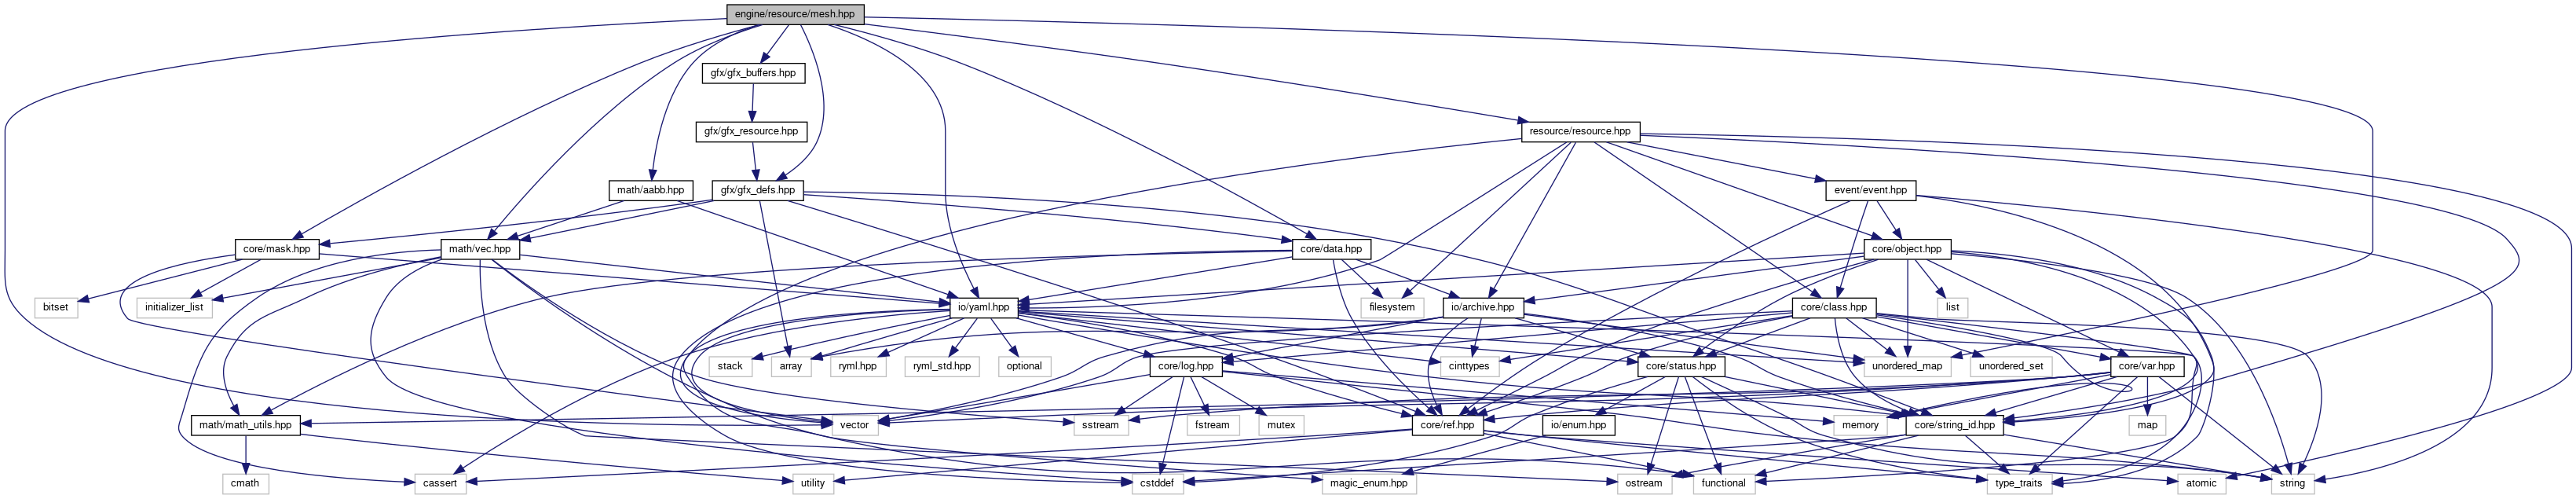 engine/resource/mesh.hpp
gfx/gfx_buffers.hpp
gfx/gfx_resource.hpp
resource/resource.hpp
math/aabb.hpp
gfx/gfx_defs.hpp
event/event.hpp
core/mask.hpp
math/vec.hpp
core/data.hpp
core/object.hpp
bitset
initializer_list
io/yaml.hpp
filesystem
io/archive.hpp
core/class.hpp
list
stack
array
ryml.hpp
ryml_std.hpp
optional
core/log.hpp
cinttypes
core/status.hpp
unordered_map
unordered_set
core/var.hpp
math/math_utils.hpp
vector
sstream
fstream
mutex
core/ref.hpp
io/enum.hpp
memory
core/string_id.hpp
map
cmath
cassert
utility
cstddef
magic_enum.hpp
ostream
functional
type_traits
atomic
string